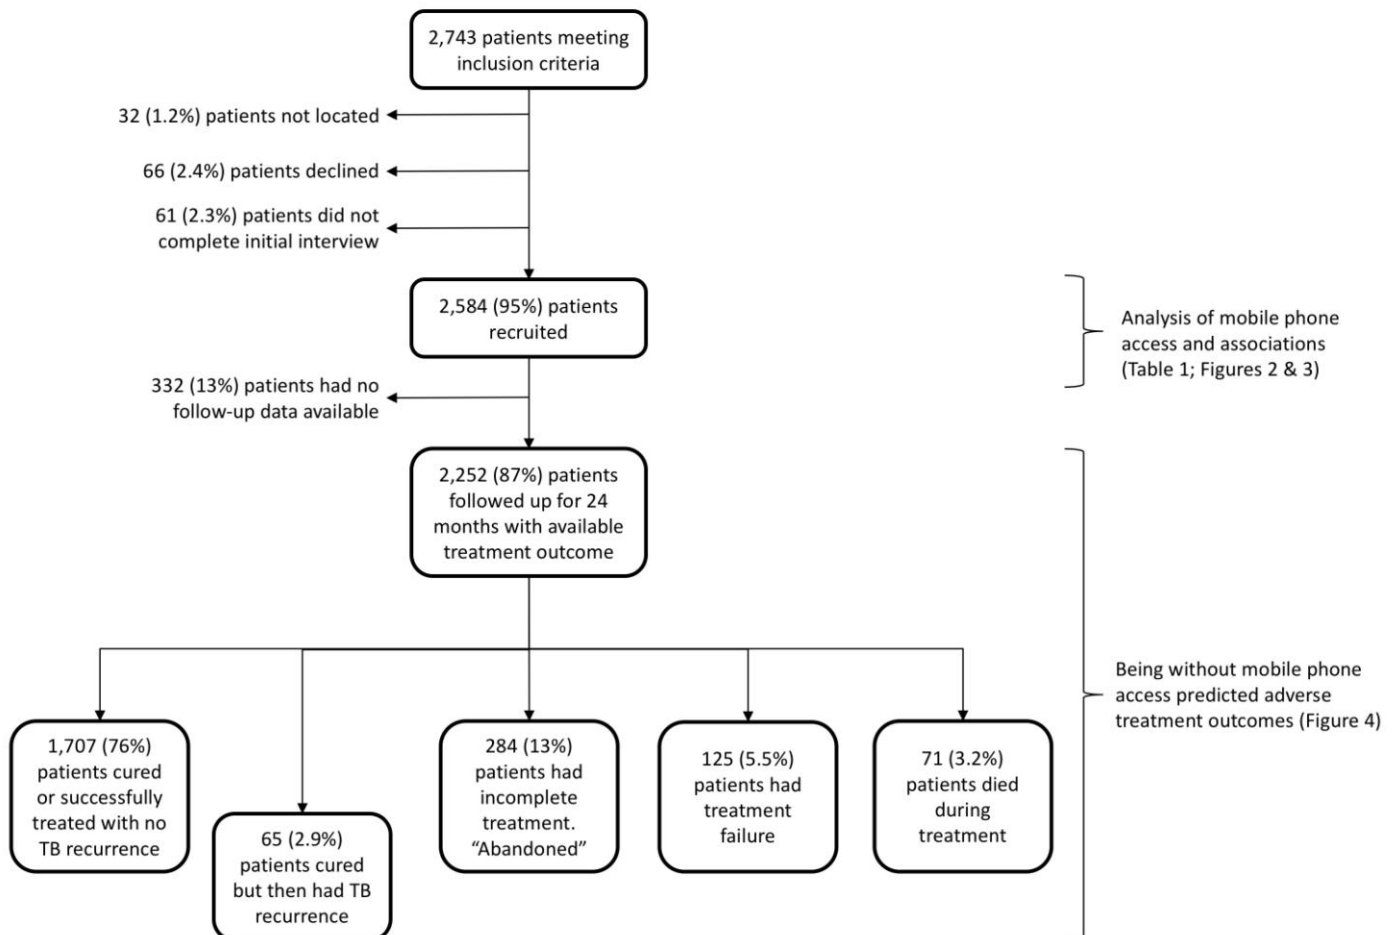 2,743 patients meeting
inclusion criteria
32 (1.2%) patients not located
66 (2.4%) patients declined
61 (2.3%) patients did not
complete initial interview
2,584 (95%) patients
recruited
Analysis of mobile phone
access and associations
(Table 1; Figures 2 & 3)
332 (13%) patients had no
follow-up data available
2,252 (87%) patients
followed up for 24
months with available
treatment outcome
Being without mobile phone
access predicted adverse
treatment outcomes (Figure 4)
1,707 (76%)
patients cured
or successfully
treated with no
TB recurrence
65 (2.9%)
patients cured
but then had TB
recurrence
284 (13%)
patients had
incomplete
treatment.
“Abandoned”
125 (5.5%)
patients had
treatment
failure
71 (3.2%)
patients died
during
treatment